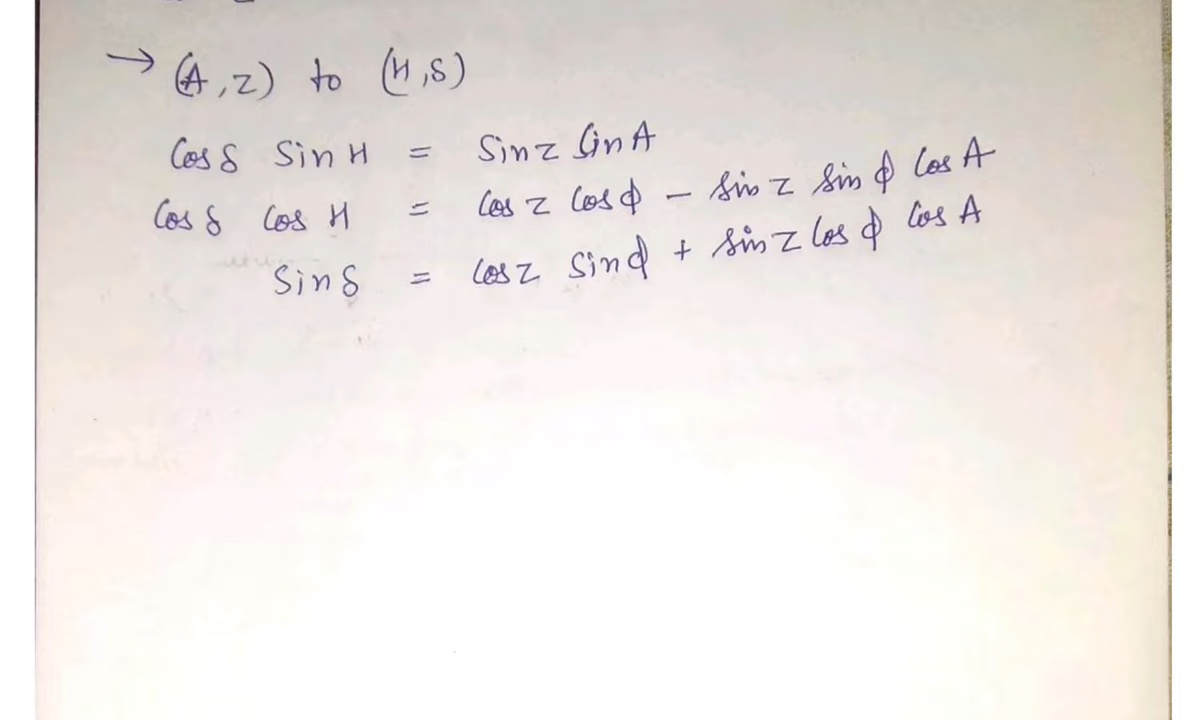 → (A, z) to (H, δ)
Cos δ Sin H = Sin z Sin A
Cos δ Cos H = Cos z Cos ϕ - Sin z Sin ϕ Cos A
Sin δ = Cos z Sin ϕ + Sin z Cos ϕ Cos A